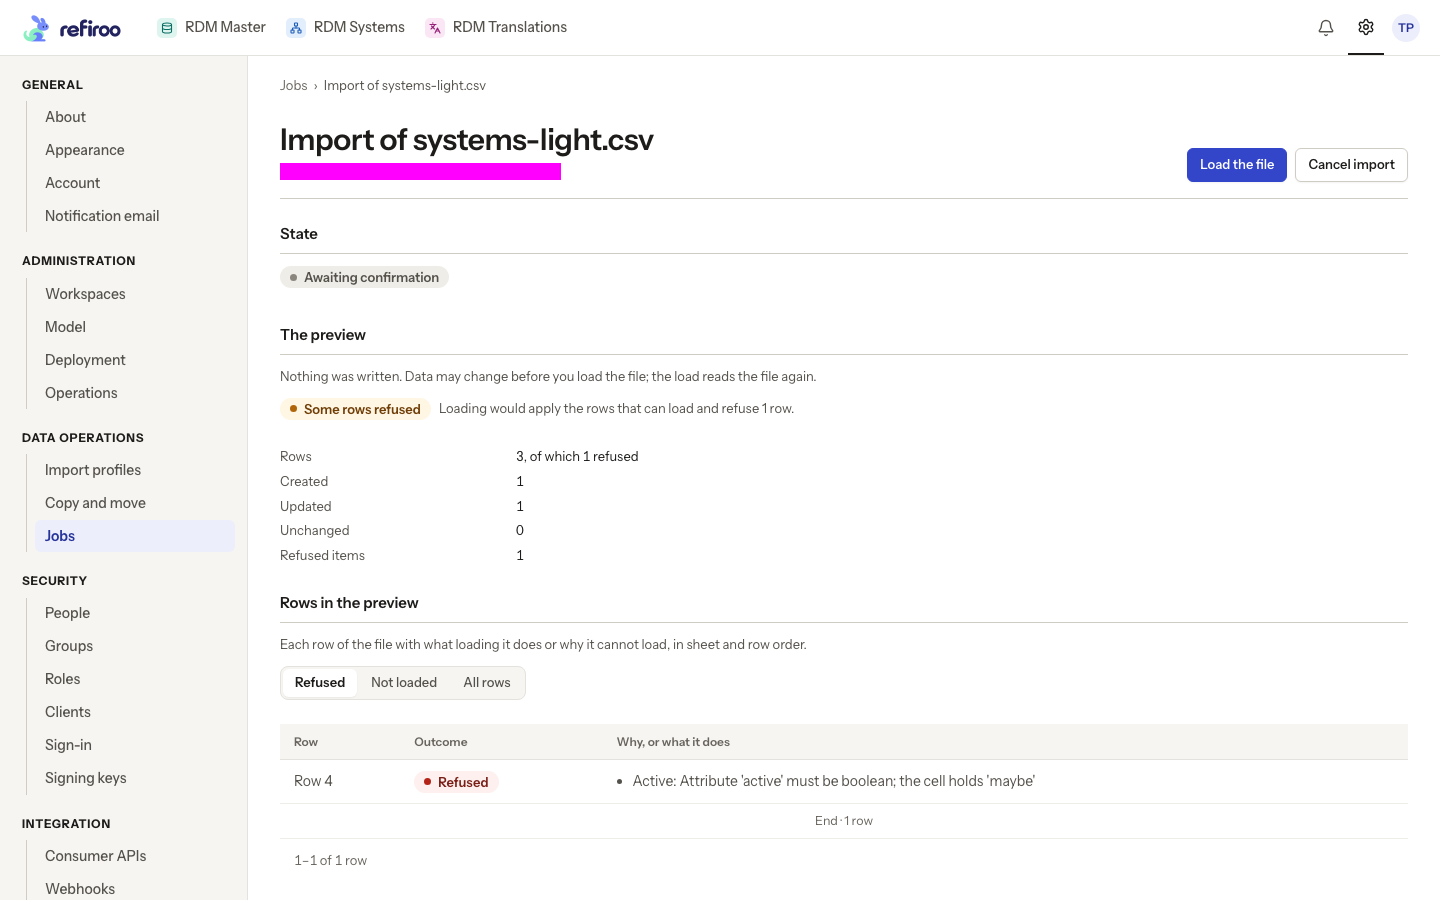 refiroo
RDM Master
RDM Systems
RDM Translations
TP
GENERAL
About
Appearance
Account
Notification email
ADMINISTRATION
Workspaces
Model
Deployment
Operations
DATA OPERATIONS
Import profiles
Copy and move
Jobs
SECURITY
People
Groups
Roles
Clients
Sign-in
Signing keys
INTEGRATION
Consumer APIs
Webhooks
Jobs › Import of systems-light.csv
Import of systems-light.csv
Load the file
Cancel import
State
Awaiting confirmation
The preview
Nothing was written. Data may change before you load the file; the load reads the file again.
Some rows refused Loading would apply the rows that can load and refuse 1 row.
Rows 3, of which 1 refused
Created 1
Updated 1
Unchanged 0
Refused items 1
Rows in the preview
Each row of the file with what loading it does or why it cannot load, in sheet and row order.
Refused Not loaded All rows
Row Outcome Why, or what it does
Row 4 Refused • Active: Attribute 'active' must be boolean; the cell holds 'maybe'
End · 1 row
1–1 of 1 row